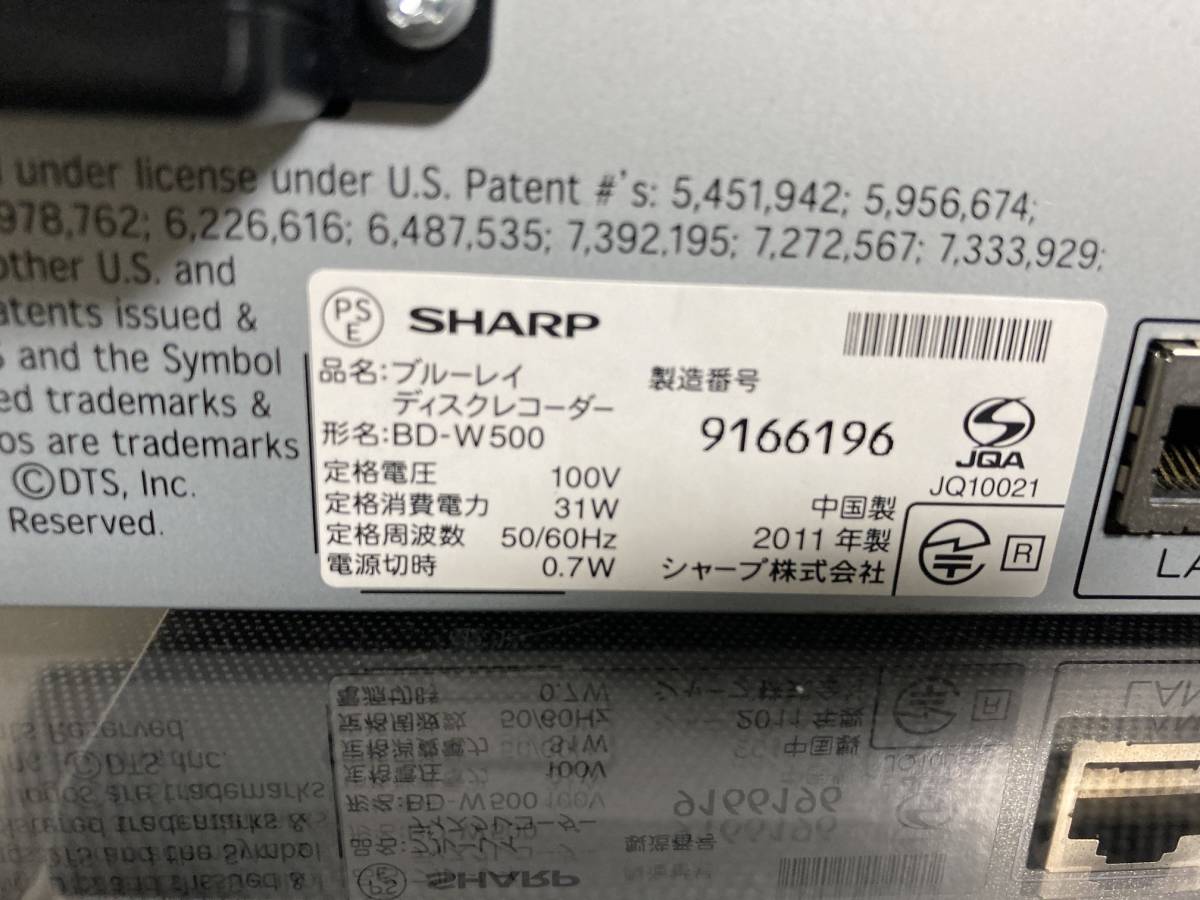 under license under U.S. Patent #'s: 5,451,942; 5,956,674;
978,762; 6,226,616; 6,487,535; 7,392,195; 7,272,567; 7,333,929;
other U.S. and
atents issued &
s and the Symbol
ed trademarks &
os are trademarks
©DTS, Inc.
Reserved.
PSE SHARP
品名:ブルーレイ
ディスクレコーダー
形名:BD-W500
定格電圧 100V
定格消費電力 31W
定格周波数 50/60Hz
電源切時 0.7W
製造番号
9166196
中国製
2011年製
シャープ株式会社
JQA
JQ10021
R
LA